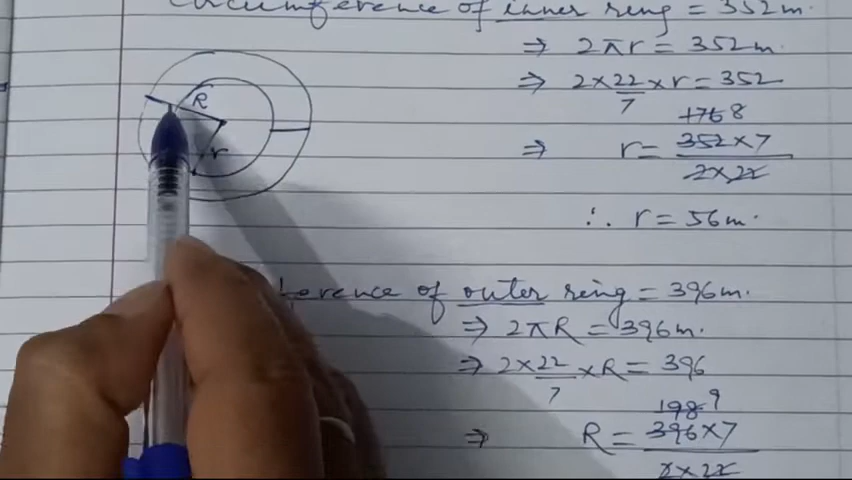 Circumference of inner ring = 352m.
⇒ 2πr = 352m.
⇒ 2×22/7 ×r = 352
176 8
⇒ r = 352×7 / 2×22
∴ r = 56m.
R
r
ference of outer ring = 396m.
⇒ 2πR = 396m.
⇒ 2×22/7 ×R = 396
198 9
⇒ R = 396×7 / 2×22